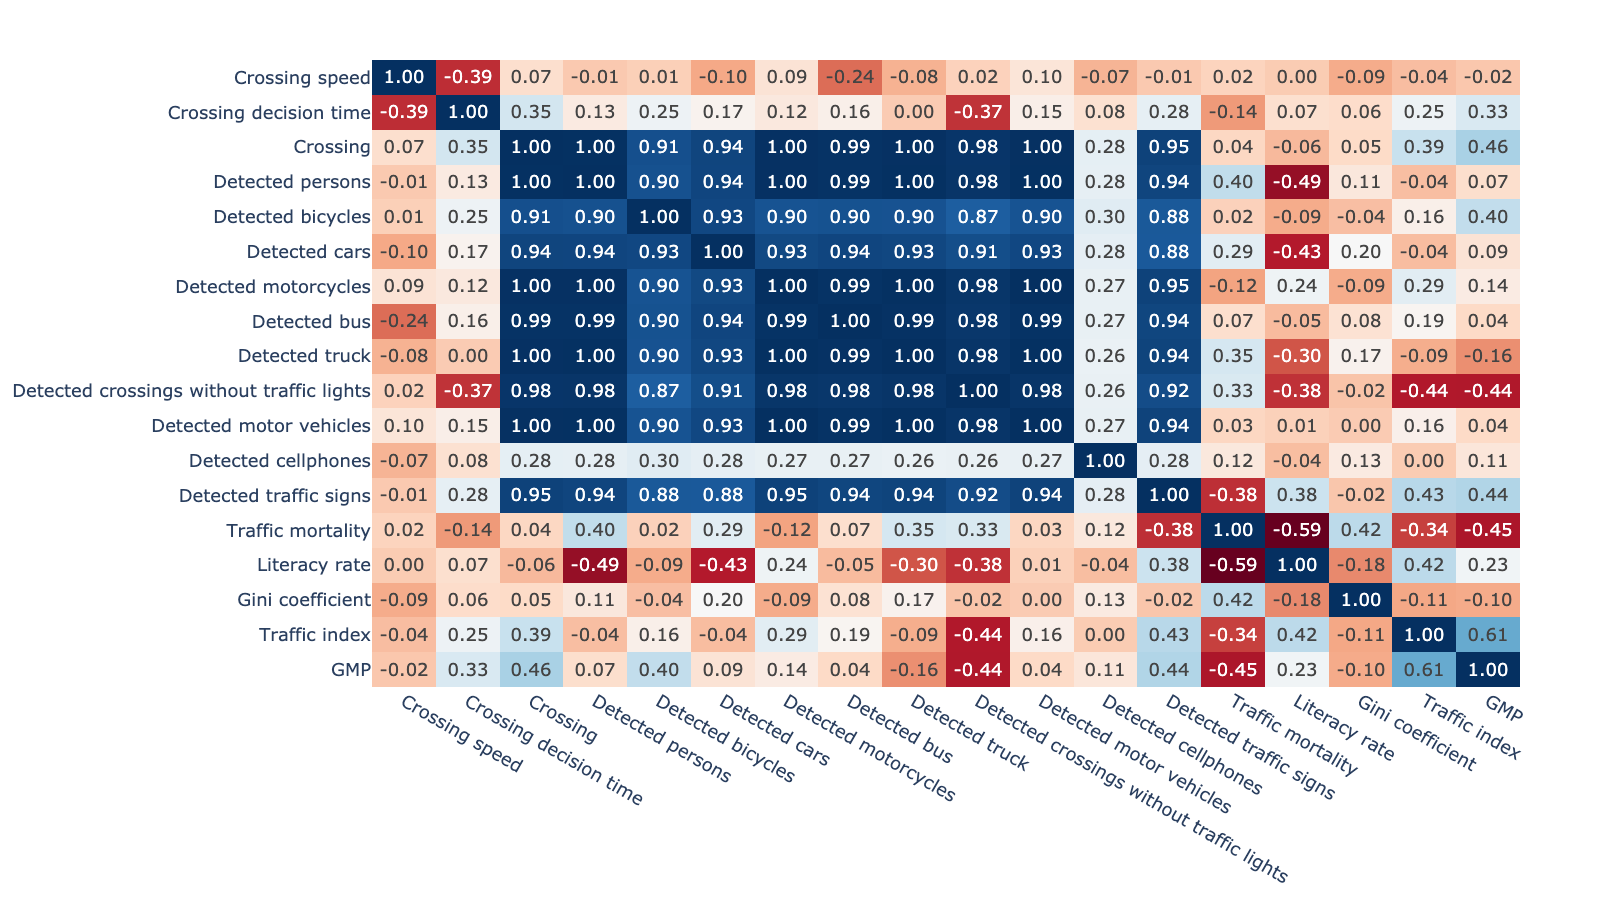 Crossing speed 1.00 -0.39 0.07 -0.01 0.01 -0.10 0.09 -0.24 -0.08 0.02 0.10 -0.07 -0.01 0.02 0.00 -0.09 -0.04 -0.02
Crossing decision time -0.39 1.00 0.35 0.13 0.25 0.17 0.12 0.16 0.00 -0.37 0.15 0.08 0.28 -0.14 0.07 0.06 0.25 0.33
Crossing 0.07 0.35 1.00 1.00 0.91 0.94 1.00 0.99 1.00 0.98 1.00 0.28 0.95 0.04 -0.06 0.05 0.39 0.46
Detected persons -0.01 0.13 1.00 1.00 0.90 0.94 1.00 0.99 1.00 0.98 1.00 0.28 0.94 0.40 -0.49 0.11 -0.04 0.07
Detected bicycles 0.01 0.25 0.91 0.90 1.00 0.93 0.90 0.90 0.90 0.87 0.90 0.30 0.88 0.02 -0.09 -0.04 0.16 0.40
Detected cars -0.10 0.17 0.94 0.94 0.93 1.00 0.93 0.94 0.93 0.91 0.93 0.28 0.88 0.29 -0.43 0.20 -0.04 0.09
Detected motorcycles 0.09 0.12 1.00 1.00 0.90 0.93 1.00 0.99 1.00 0.98 1.00 0.27 0.95 -0.12 0.24 -0.09 0.29 0.14
Detected bus -0.24 0.16 0.99 0.99 0.90 0.94 0.99 1.00 0.99 0.98 0.99 0.27 0.94 0.07 -0.05 0.08 0.19 0.04
Detected truck -0.08 0.00 1.00 1.00 0.90 0.93 1.00 0.99 1.00 0.98 1.00 0.26 0.94 0.35 -0.30 0.17 -0.09 -0.16
Detected crossings without traffic lights 0.02 -0.37 0.98 0.98 0.87 0.91 0.98 0.98 0.98 1.00 0.98 0.26 0.92 0.33 -0.38 -0.02 -0.44 -0.44
Detected motor vehicles 0.10 0.15 1.00 1.00 0.90 0.93 1.00 0.99 1.00 0.98 1.00 0.27 0.94 0.03 0.01 0.00 0.16 0.04
Detected cellphones -0.07 0.08 0.28 0.28 0.30 0.28 0.27 0.27 0.26 0.26 0.27 1.00 0.28 0.12 -0.04 0.13 0.00 0.11
Detected traffic signs -0.01 0.28 0.95 0.94 0.88 0.88 0.95 0.94 0.94 0.92 0.94 0.28 1.00 -0.38 0.38 -0.02 0.43 0.44
Traffic mortality 0.02 -0.14 0.04 0.40 0.02 0.29 -0.12 0.07 0.35 0.33 0.03 0.12 -0.38 1.00 -0.59 0.42 -0.34 -0.45
Literacy rate 0.00 0.07 -0.06 -0.49 -0.09 -0.43 0.24 -0.05 -0.30 -0.38 0.01 -0.04 0.38 -0.59 1.00 -0.18 0.42 0.23
Gini coefficient -0.09 0.06 0.05 0.11 -0.04 0.20 -0.09 0.08 0.17 -0.02 0.00 0.13 -0.02 0.42 -0.18 1.00 -0.11 -0.10
Traffic index -0.04 0.25 0.39 -0.04 0.16 -0.04 0.29 0.19 -0.09 -0.44 0.16 0.00 0.43 -0.34 0.42 -0.11 1.00 0.61
GMP -0.02 0.33 0.46 0.07 0.40 0.09 0.14 0.04 -0.16 -0.44 0.04 0.11 0.44 -0.45 0.23 -0.10 0.61 1.00
Crossing speed
Crossing decision time
Crossing
Detected persons
Detected bicycles
Detected cars
Detected motorcycles
Detected bus
Detected truck
Detected crossings without traffic lights
Detected motor vehicles
Detected cellphones
Detected traffic signs
Traffic mortality
Literacy rate
Gini coefficient
Traffic index
GMP